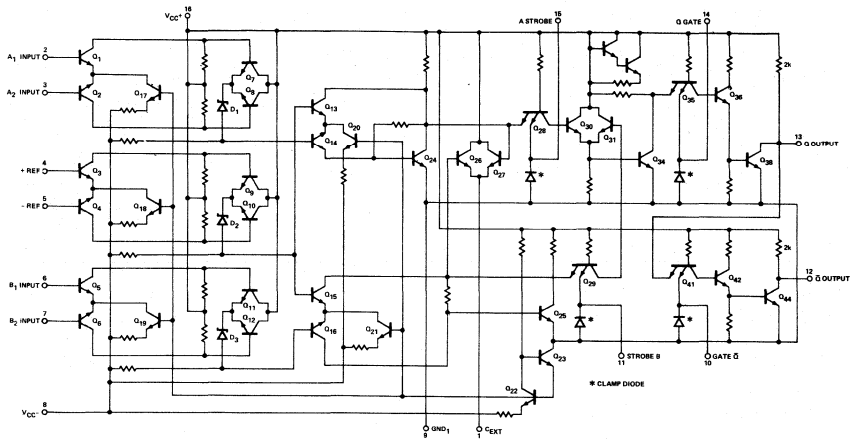 16
VCC+
15
A STROBE
14
Q GATE
2
A1 INPUT
Q1
3
A2 INPUT
Q2
Q17
Q7
Q8
D1
Q13
Q14
Q20
Q24
Q26
Q27
Q28
*
Q30
Q31
Q34
Q35
*
Q36
Q38
2k
13
Q OUTPUT
4
+ REF
Q3
5
− REF
Q4
Q18
Q9
Q10
D2
6
B1 INPUT
Q5
7
B2 INPUT
Q6
Q19
Q11
Q12
D3
Q15
Q16
Q21
Q22
Q23
Q25
Q29
*
11
STROBE B
Q41
*
10
GATE Q̄
Q42
Q44
2k
12
Q̄ OUTPUT
* CLAMP DIODE
8
VCC−
9
GND1
1
CEXT